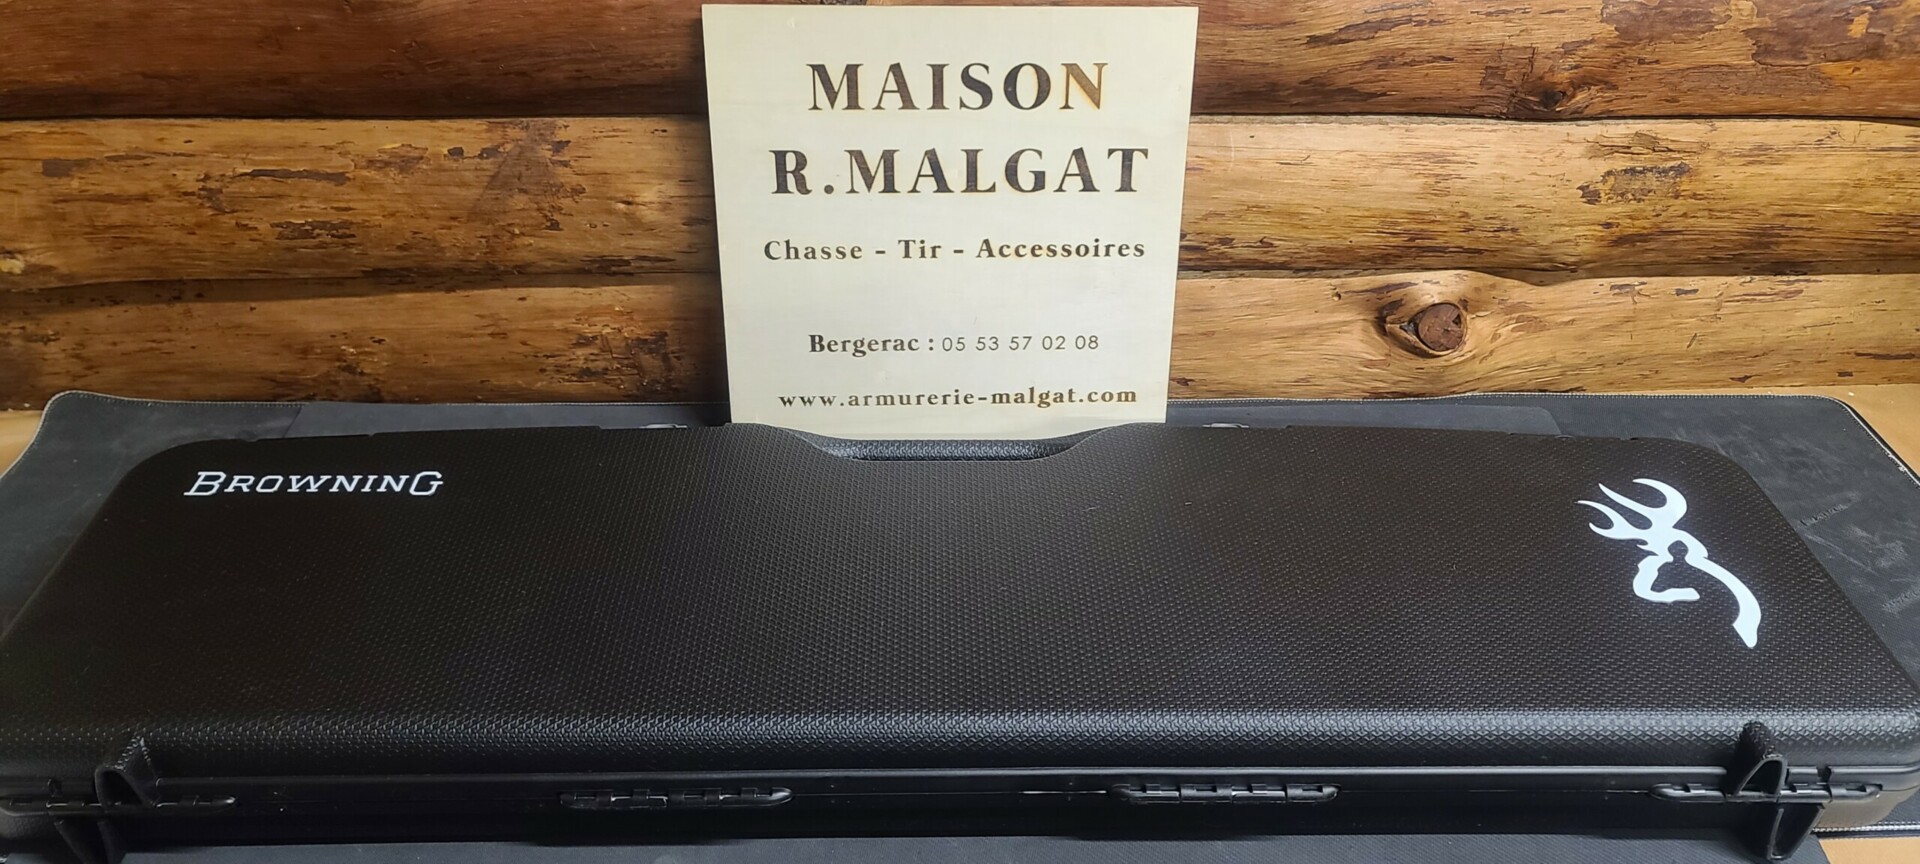 MAISON
R.MALGAT
Chasse - Tir - Accessoires
Bergerac : 05 53 57 02 08
www.armurerie-malgat.com
BROWNING